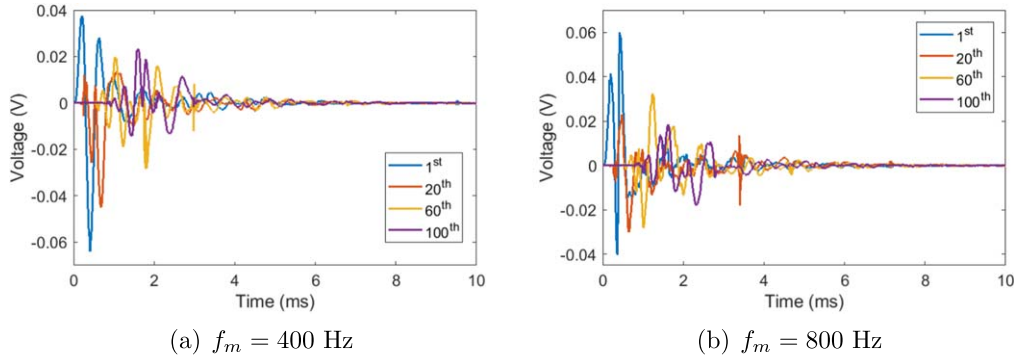 0.04
0.02
0
-0.02
-0.04
-0.06
Voltage (V)
1st
20th
60th
100th
0 2 4 6 8 10
Time (ms)
(a) fm = 400 Hz
0.06
0.04
0.02
0
-0.02
-0.04
Voltage (V)
1st
20th
60th
100th
0 2 4 6 8 10
Time (ms)
(b) fm = 800 Hz